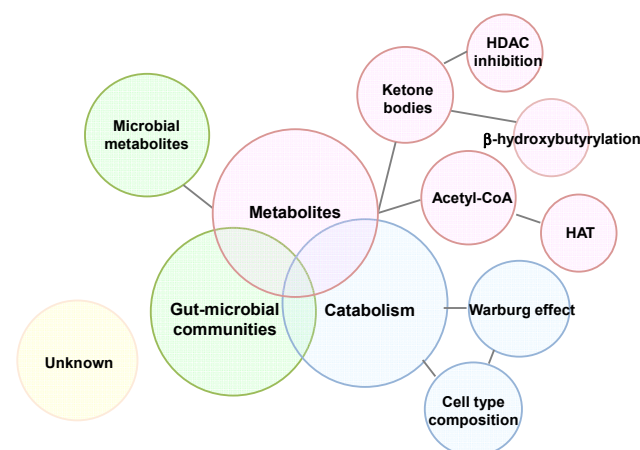 HDAC
inhibition
Ketone
bodies
Microbial
metabolites
β-hydroxybutyrylation
Acetyl-CoA
Metabolites
HAT
Gut-microbial
communities
Catabolism
Warburg effect
Unknown
Cell type
composition